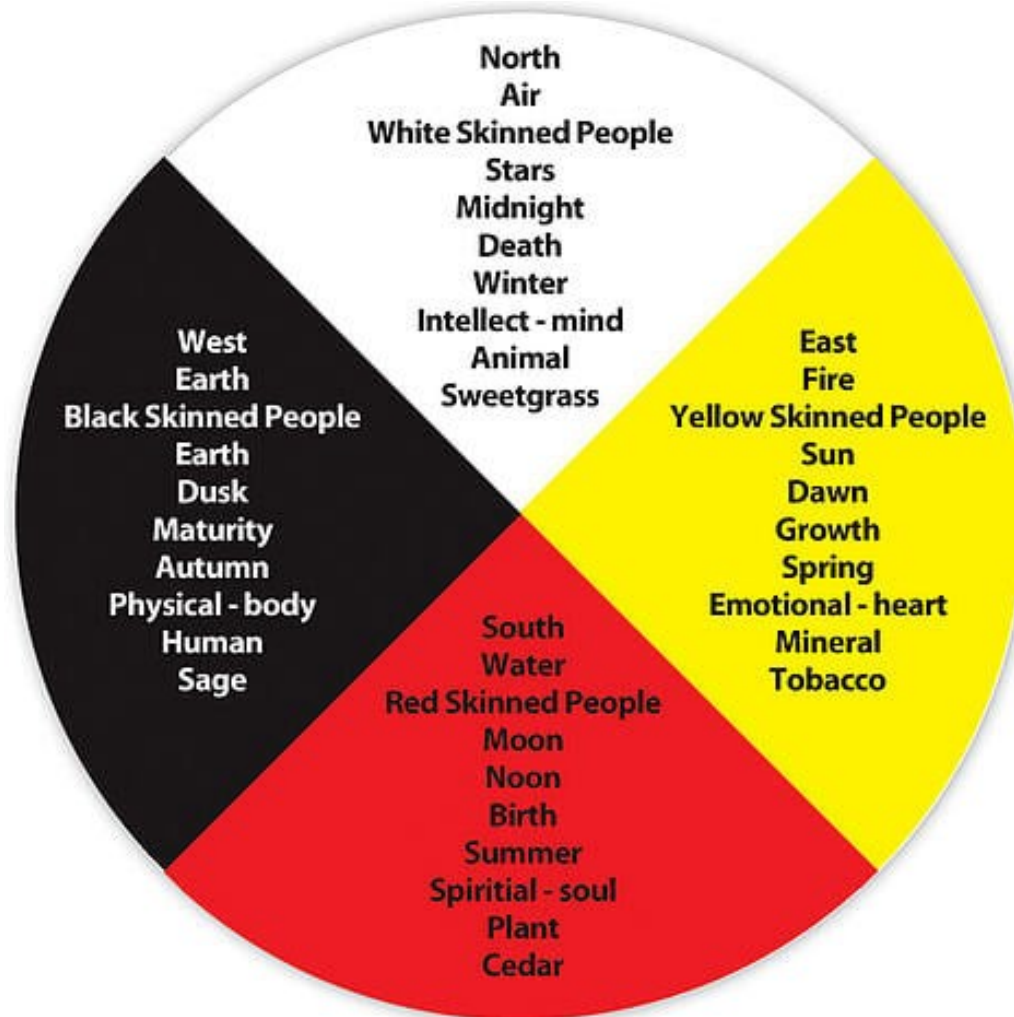 North
Air
White Skinned People
Stars
Midnight
Death
Winter
Intellect - mind
Animal
Sweetgrass
West
Earth
Black Skinned People
Earth
Dusk
Maturity
Autumn
Physical - body
Human
Sage
East
Fire
Yellow Skinned People
Sun
Dawn
Growth
Spring
Emotional - heart
Mineral
Tobacco
South
Water
Red Skinned People
Moon
Noon
Birth
Summer
Spiritial - soul
Plant
Cedar